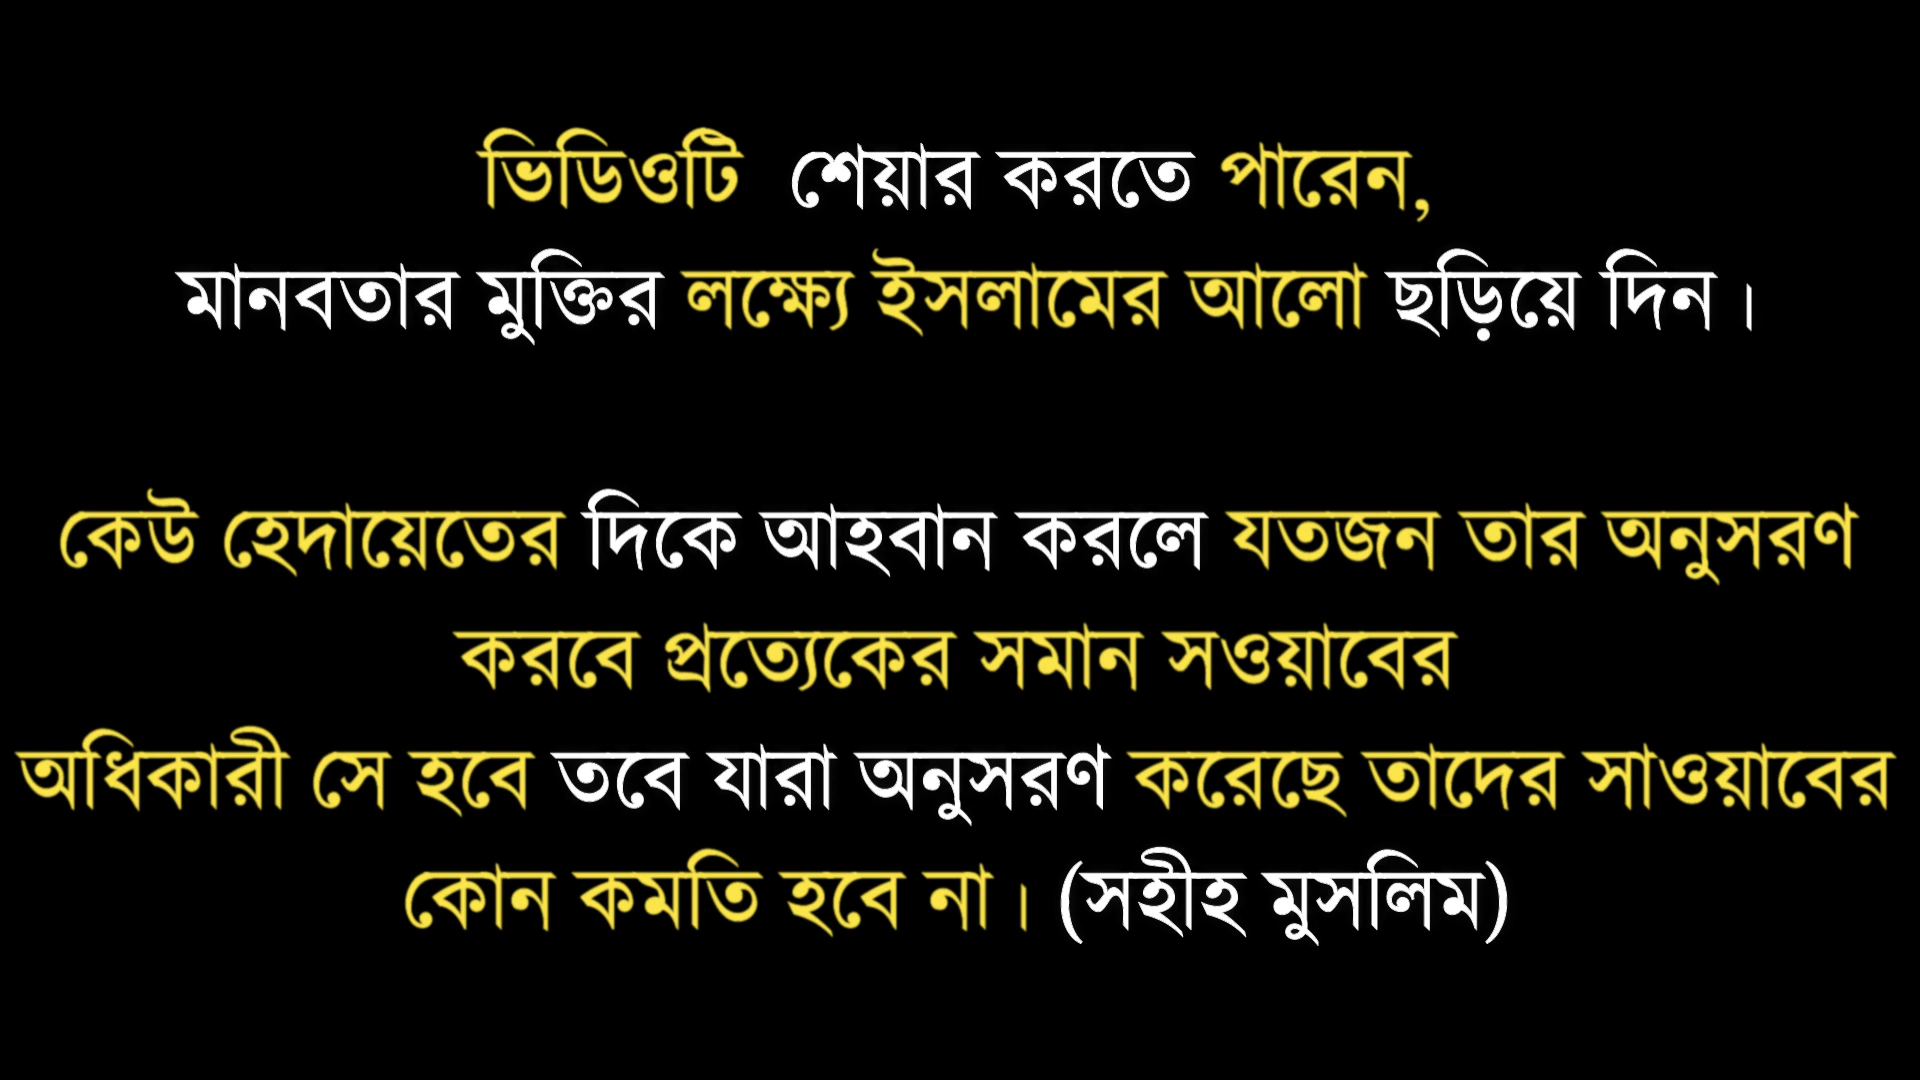 ভিডিওটি শেয়ার করতে পারেন,
মানবতার মুক্তির লক্ষ্যে ইসলামের আলো ছড়িয়ে দিন।
কেউ হেদায়েতের দিকে আহবান করলে যতজন তার অনুসরণ
করবে প্রত্যেকের সমান সওয়াবের
অধিকারী সে হবে তবে যারা অনুসরণ করেছে তাদের সাওয়াবের
কোন কমতি হবে না। (সহীহ মুসলিম)